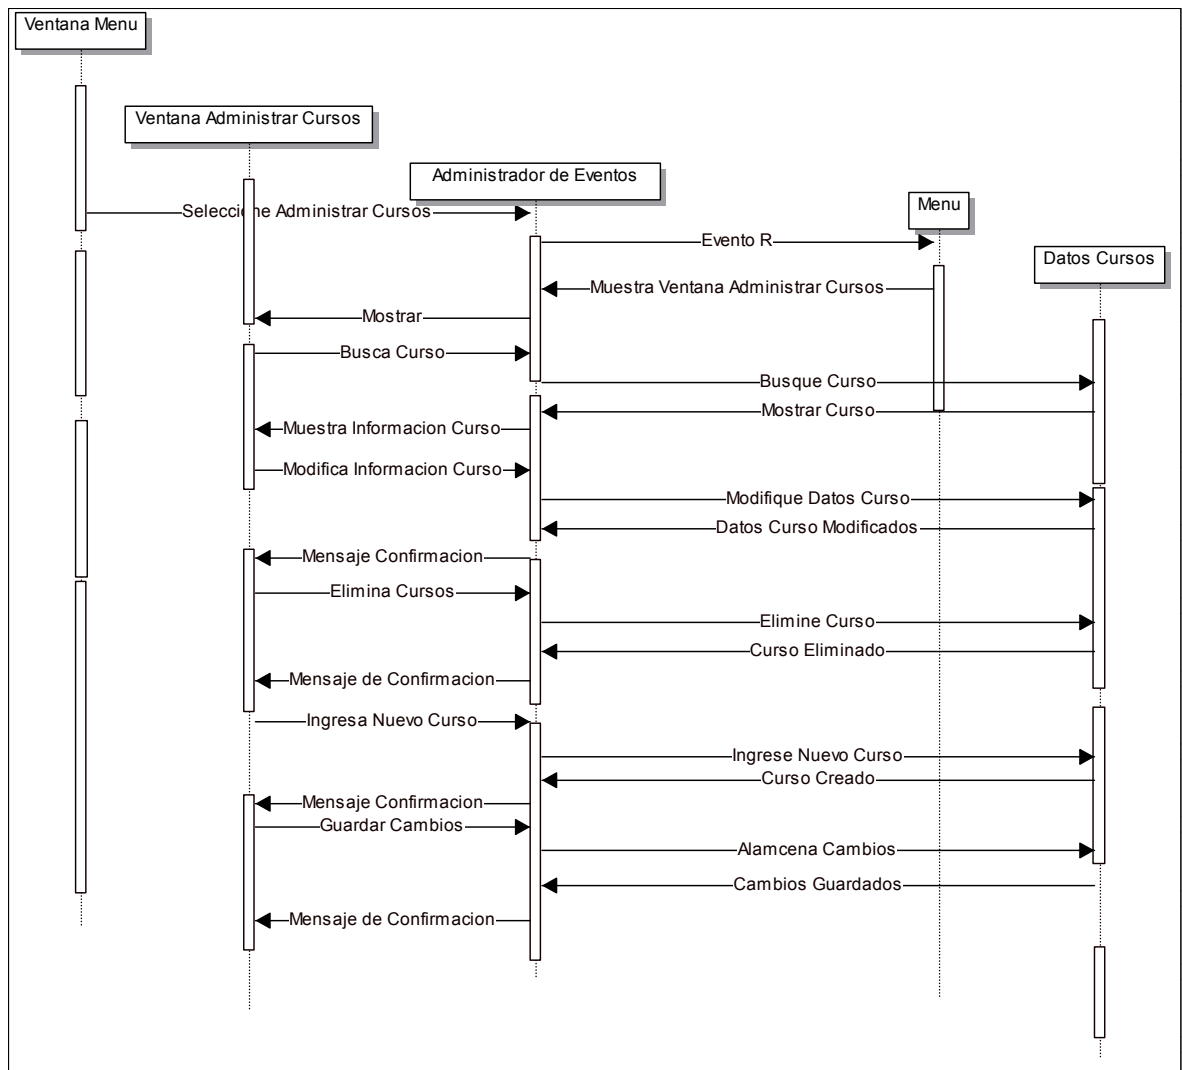 Ventana Menu
Ventana Administrar Cursos
Administrador de Eventos
Menu
Seleccione Administrar Cursos
Evento R
Datos Cursos
Muestra Ventana Administrar Cursos
Mostrar
Busca Curso
Busque Curso
Mostrar Curso
Muestra Informacion Curso
Modifica Informacion Curso
Modifique Datos Curso
Datos Curso Modificados
Mensaje Confirmacion
Elimina Cursos
Elimine Curso
Curso Eliminado
Mensaje de Confirmacion
Ingresa Nuevo Curso
Ingrese Nuevo Curso
Curso Creado
Mensaje Confirmacion
Guardar Cambios
Alamcena Cambios
Cambios Guardados
Mensaje de Confirmacion